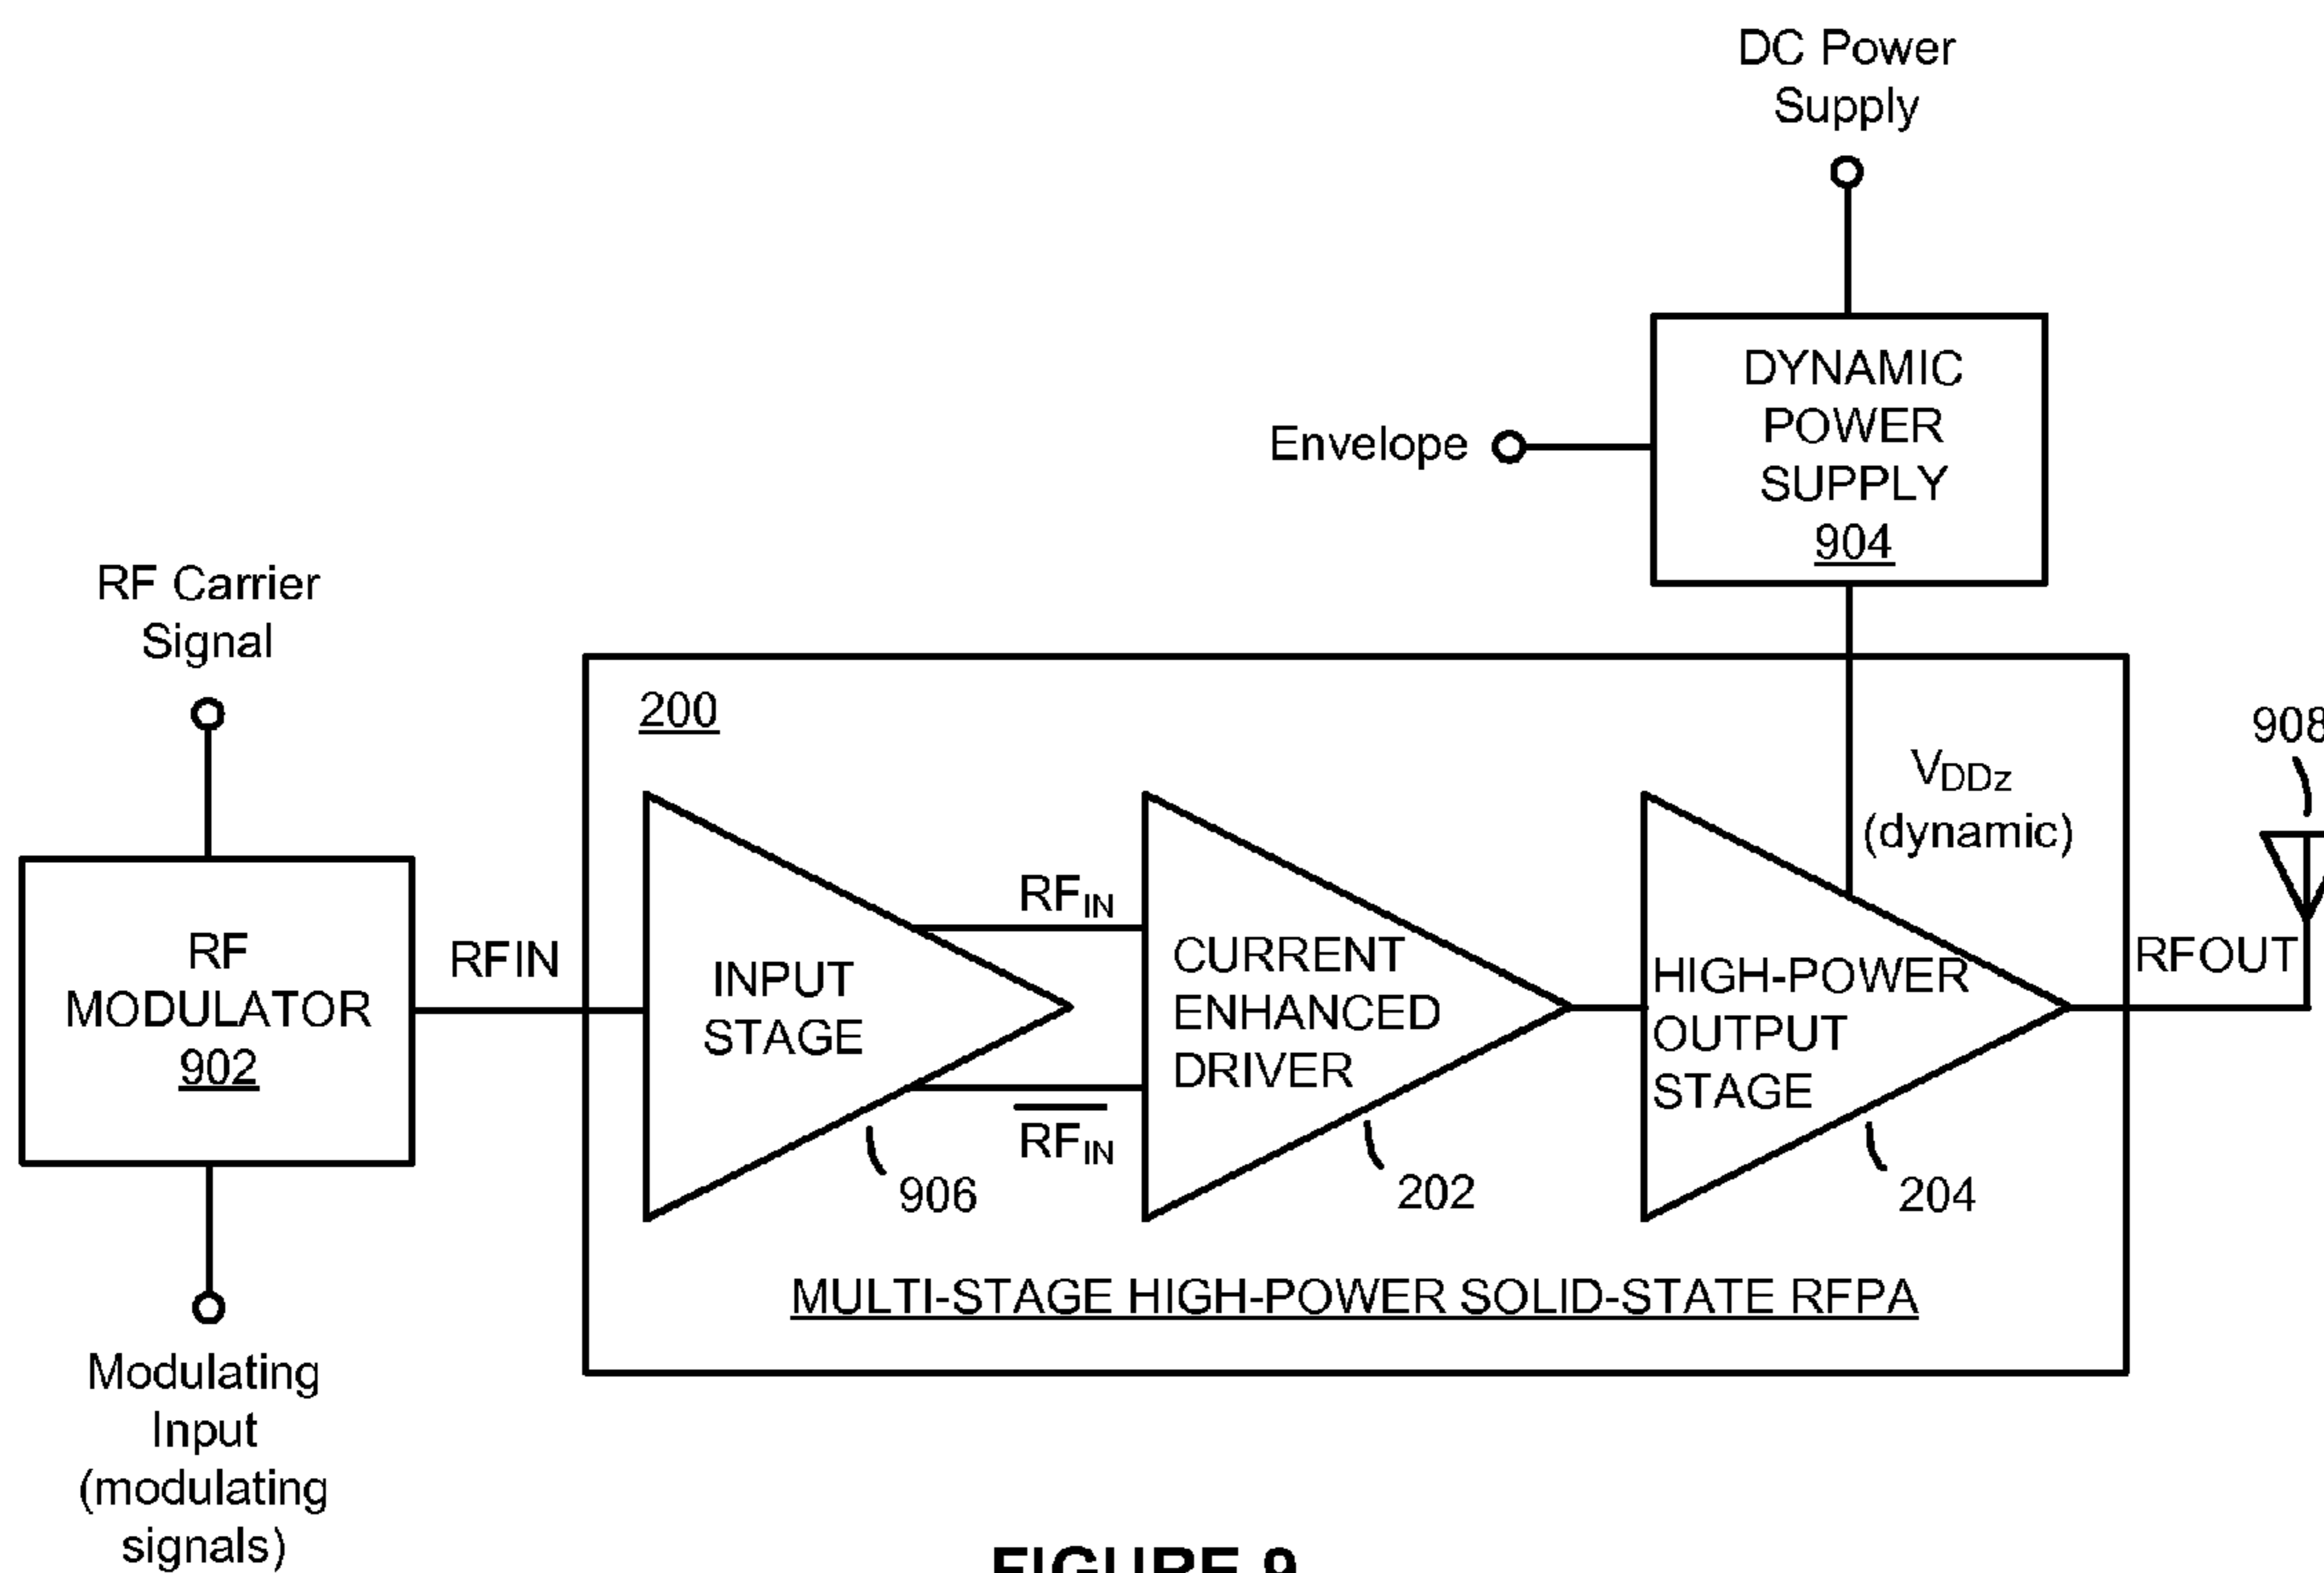 DC Power
Supply
DYNAMIC
POWER
SUPPLY
904
Envelope
RF Carrier
Signal
200
908
VDDz
(dynamic)
RF
MODULATOR
902
RFIN
INPUT
STAGE
906
RFIN
R̅F̅I̅N̅
CURRENT
ENHANCED
DRIVER
202
HIGH-POWER
OUTPUT
STAGE
204
RFOUT
MULTI-STAGE HIGH-POWER SOLID-STATE RFPA
Modulating
Input
(modulating
signals)
FIGURE 9